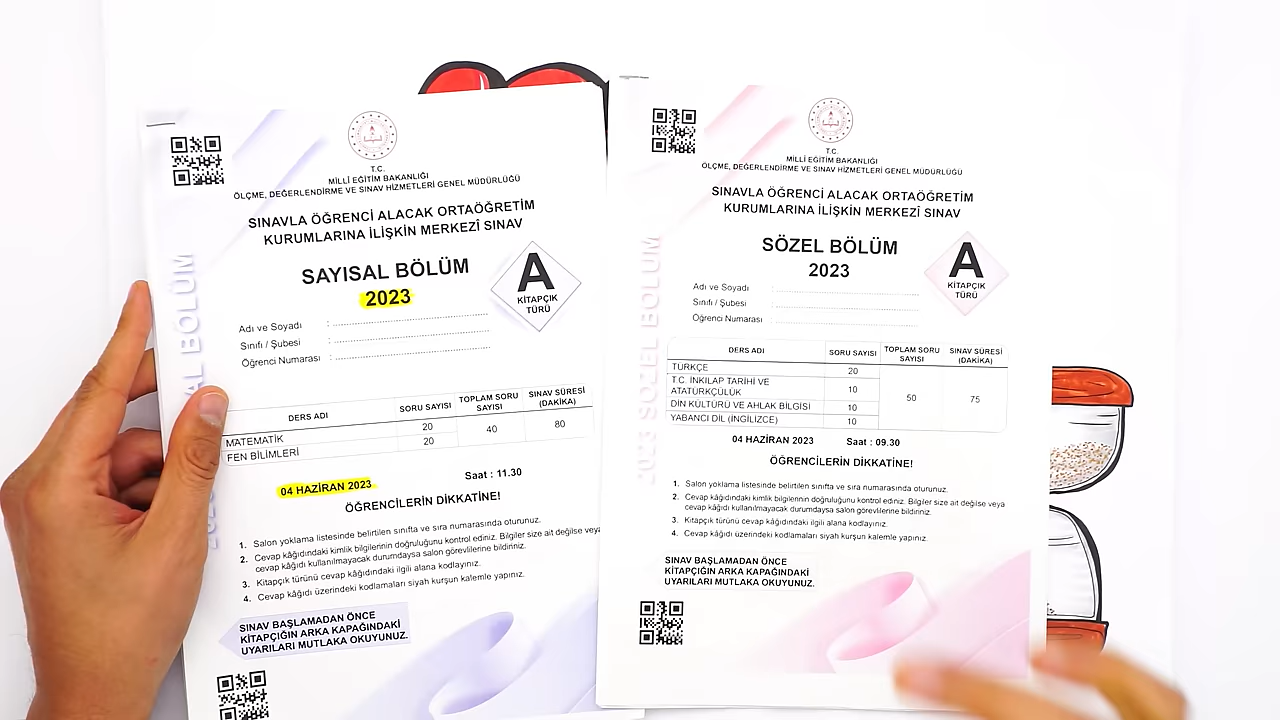 T.C.
MİLLÎ EĞİTİM BAKANLIĞI
ÖLÇME, DEĞERLENDİRME VE SINAV HİZMETLERİ GENEL MÜDÜRLÜĞÜ
SINAVLA ÖĞRENCİ ALACAK ORTAÖĞRETİM
KURUMLARINA İLİŞKİN MERKEZÎ SINAV
SAYISAL BÖLÜM
2023
A
KİTAPÇIK
TÜRÜ
Adı ve Soyadı :
Sınıfı / Şubesi :
Öğrenci Numarası :
DERS ADI SORU SAYISI TOPLAM SORU SAYISI SINAV SÜRESİ (DAKİKA)
MATEMATİK 20 40 80
FEN BİLİMLERİ 20
04 HAZİRAN 2023 Saat : 11.30
ÖĞRENCİLERİN DİKKATİNE!
1. Salon yoklama listesinde belirtilen sınıfta ve sıra numarasında oturunuz.
2. Cevap kâğıdındaki kimlik bilgilerinin doğruluğunu kontrol ediniz. Bilgiler size ait değilse veya
cevap kâğıdı kullanılmayacak durumdaysa salon görevlilerine bildiriniz.
3. Kitapçık türünü cevap kâğıdındaki ilgili alana kodlayınız.
4. Cevap kâğıdı üzerindeki kodlamaları siyah kurşun kalemle yapınız.
SINAV BAŞLAMADAN ÖNCE
KİTAPÇIĞIN ARKA KAPAĞINDAKİ
UYARILARI MUTLAKA OKUYUNUZ.
AL BÖLÜM
T.C.
MİLLÎ EĞİTİM BAKANLIĞI
ÖLÇME, DEĞERLENDİRME VE SINAV HİZMETLERİ GENEL MÜDÜRLÜĞÜ
SINAVLA ÖĞRENCİ ALACAK ORTAÖĞRETİM
KURUMLARINA İLİŞKİN MERKEZÎ SINAV
SÖZEL BÖLÜM
2023
A
KİTAPÇIK
TÜRÜ
Adı ve Soyadı :
Sınıfı / Şubesi :
Öğrenci Numarası :
DERS ADI SORU SAYISI TOPLAM SORU SAYISI SINAV SÜRESİ (DAKİKA)
TÜRKÇE 20 50 75
T.C. İNKILAP TARİHİ VE ATATÜRKÇÜLÜK 10
DİN KÜLTÜRÜ VE AHLAK BİLGİSİ 10
YABANCI DİL (İNGİLİZCE) 10
04 HAZİRAN 2023 Saat : 09.30
ÖĞRENCİLERİN DİKKATİNE!
1. Salon yoklama listesinde belirtilen sınıfta ve sıra numarasında oturunuz.
2. Cevap kâğıdındaki kimlik bilgilerinin doğruluğunu kontrol ediniz. Bilgiler size ait değilse veya
cevap kâğıdı kullanılmayacak durumdaysa salon görevlilerine bildiriniz.
3. Kitapçık türünü cevap kâğıdındaki ilgili alana kodlayınız.
4. Cevap kâğıdı üzerindeki kodlamaları siyah kurşun kalemle yapınız.
SINAV BAŞLAMADAN ÖNCE
KİTAPÇIĞIN ARKA KAPAĞINDAKİ
UYARILARI MUTLAKA OKUYUNUZ.
2023 SÖZEL BÖLÜM